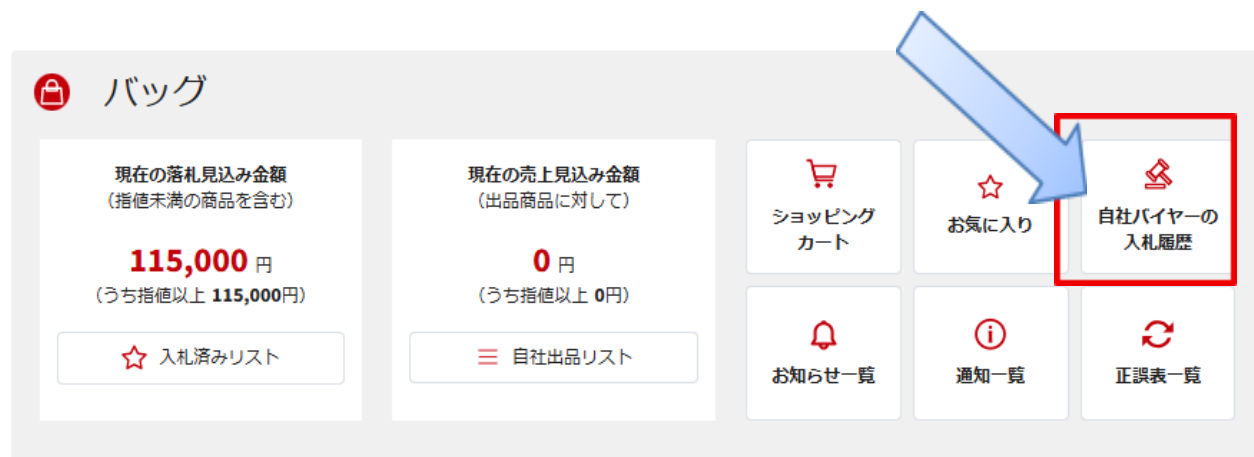 バッグ
現在の落札見込み金額
（指値未満の商品を含む）
115,000 円
（うち指値以上 115,000円）
入札済みリスト
現在の売上見込み金額
（出品商品に対して）
0 円
（うち指値以上 0円）
自社出品リスト
ショッピング
カート
お気に入り
自社バイヤーの
入札履歴
お知らせ一覧
通知一覧
正誤表一覧